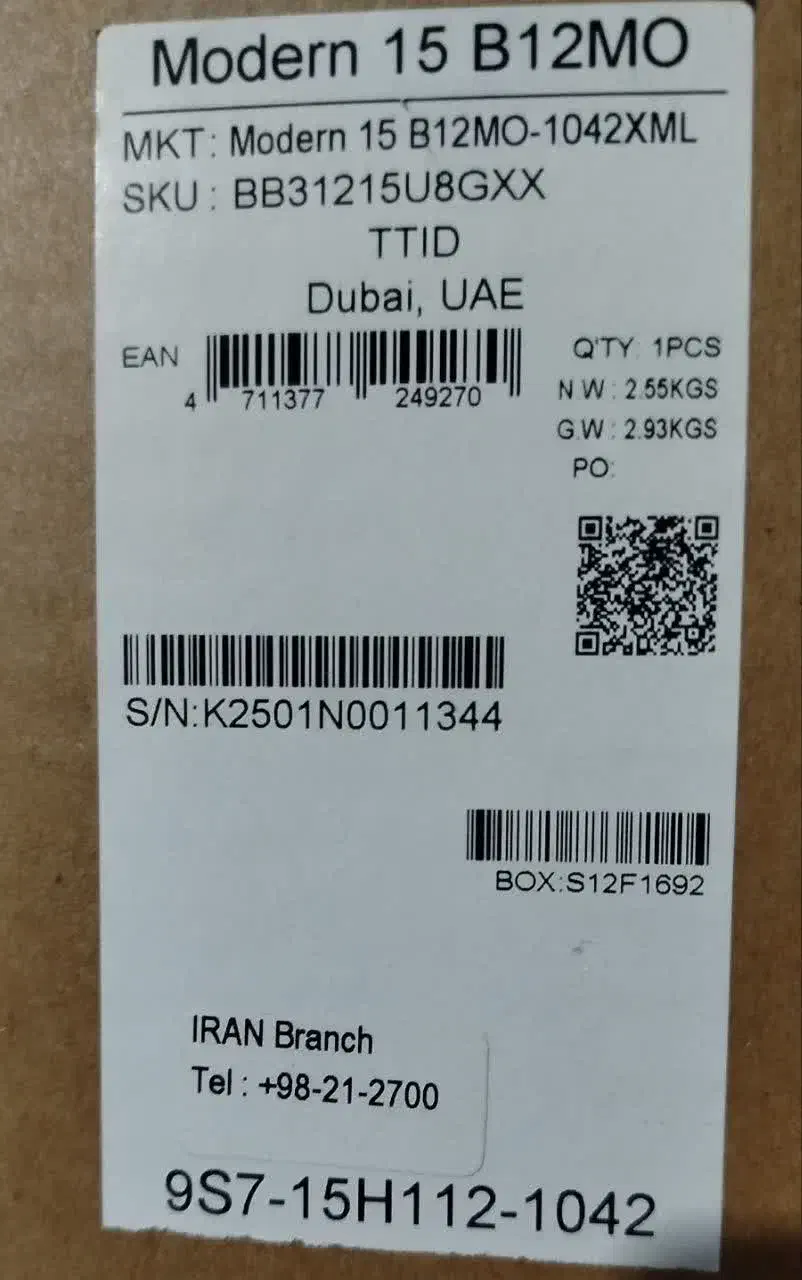 Modern 15 B12MO
MKT: Modern 15 B12MO-1042XML
SKU : BB31215U8GXX
TTID
Dubai, UAE
EAN
4 711377 249270
Q'TY 1PCS
N W : 2.55KGS
G.W : 2.93KGS
PO:
S/N:K2501N0011344
BOX:S12F1692
IRAN Branch
Tel : +98-21-2700
9S7-15H112-1042